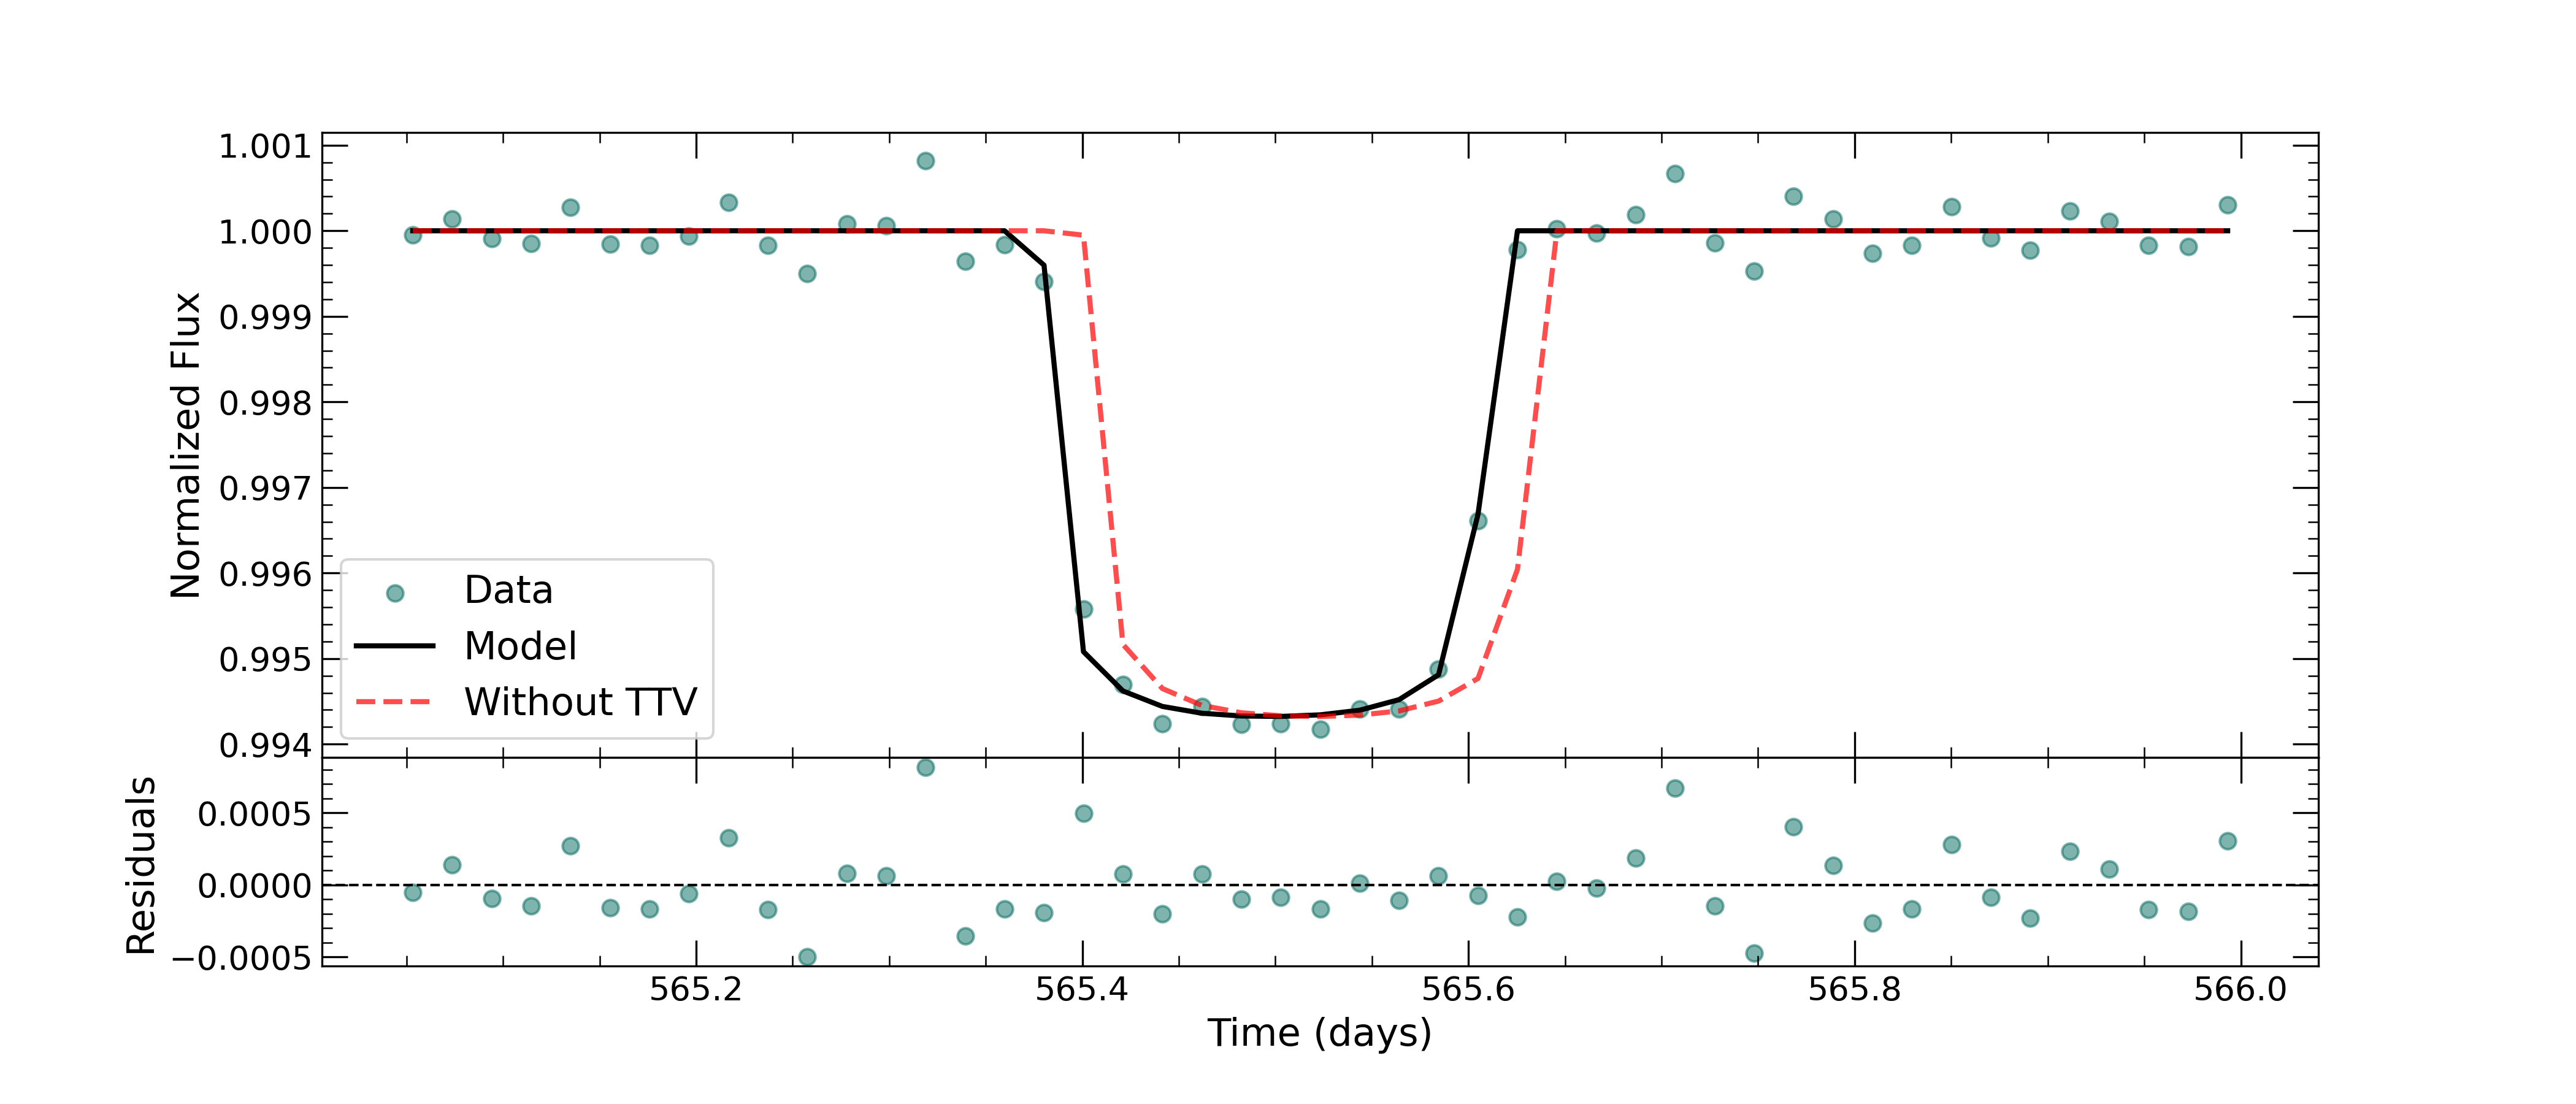 1.001
1.000
0.999
0.998
0.997
0.996
0.995
0.994
Normalized Flux
Data
Model
Without TTV
0.0005
0.0000
−0.0005
Residuals
565.2 565.4 565.6 565.8 566.0
Time (days)